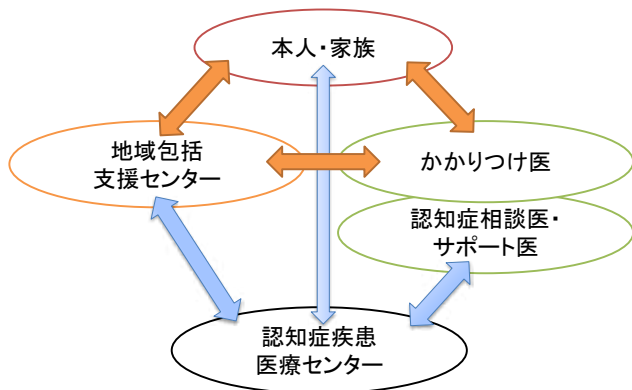 本人・家族
地域包括
支援センター
かかりつけ医
認知症相談医・
サポート医
認知症疾患
医療センター